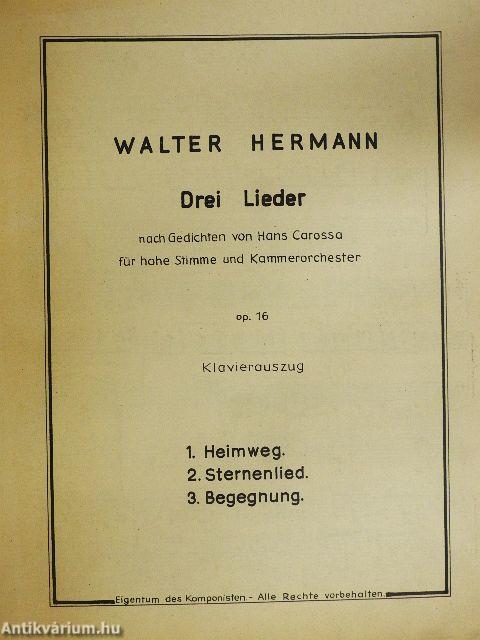 WALTER HERMANN
Drei Lieder
nach Gedichten von Hans Carossa
für hohe Stimme und Kammerorchester
op. 16
Klavierauszug
1. Heimweg.
2. Sternenlied.
3. Begegnung.
Eigentum des Komponisten.- Alle Rechte vorbehalten.
Antikvárium.hu